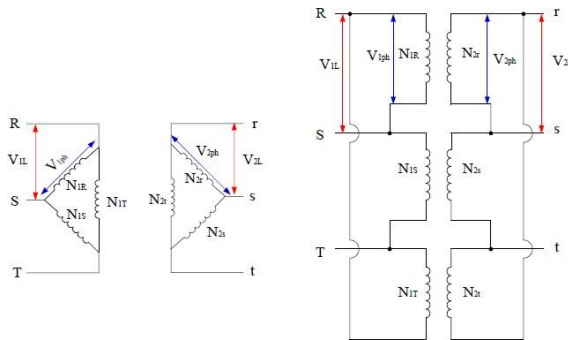 R
V1L
S
T
V1ph
N1R
N1S
N1T
r
V2L
s
t
V2ph
N2r
N2t
N2s
R
V1L
V1ph
N1R
N2r
V2ph
r
V2
S
N1S
N2s
s
T
N1T
N2t
t